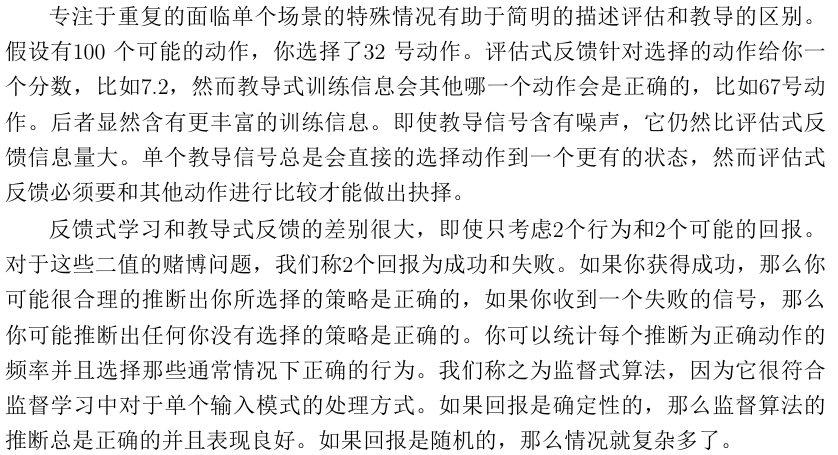 专注于重复的面临单个场景的特殊情况有助于简明的描述评估和教导的区别。
假设有100 个可能的动作，你选择了32 号动作。评估式反馈针对选择的动作给你一
个分数，比如7.2，然而教导式训练信息会其他哪一个动作会是正确的，比如67号动
作。后者显然含有更丰富的训练信息。即使教导信号含有噪声，它仍然比评估式反
馈信息量大。单个教导信号总是会直接的选择动作到一个更有的状态，然而评估式
反馈必须要和其他动作进行比较才能做出抉择。
反馈式学习和教导式反馈的差别很大，即使只考虑2个行为和2个可能的回报。
对于这些二值的赌博问题，我们称2个回报为成功和失败。如果你获得成功，那么你
可能很合理的推断出你所选择的策略是正确的，如果你收到一个失败的信号，那么
你可能推断出任何你没有选择的策略是正确的。你可以统计每个推断为正确动作的
频率并且选择那些通常情况下正确的行为。我们称之为监督式算法，因为它很符合
监督学习中对于单个输入模式的处理方式。如果回报是确定性的，那么监督算法的
推断总是正确的并且表现良好。如果回报是随机的，那么情况就复杂多了。